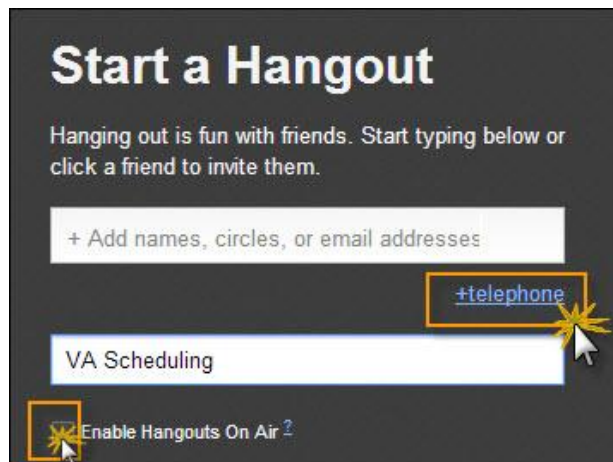 Start a Hangout
Hanging out is fun with friends. Start typing below or
click a friend to invite them.
+ Add names, circles, or email addresses
+telephone
VA Scheduling
Enable Hangouts On Air ?